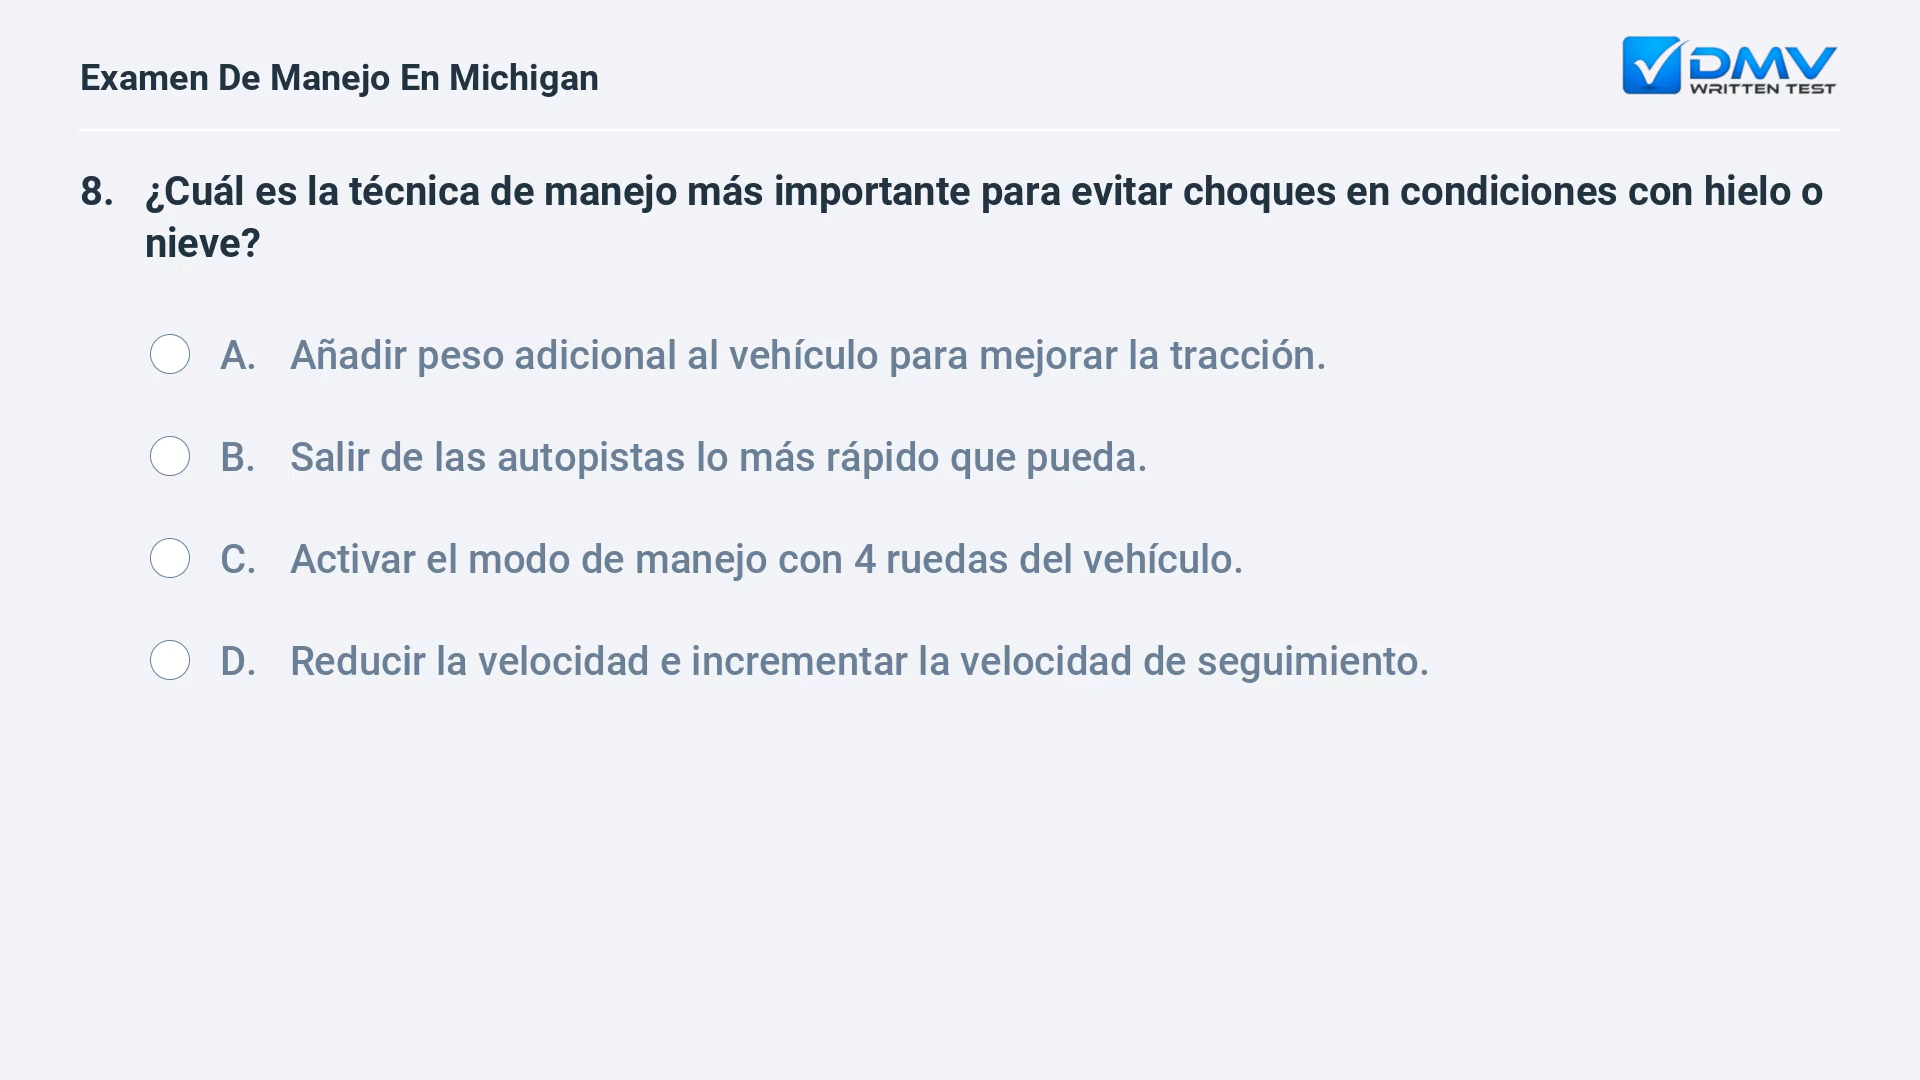 Examen De Manejo En Michigan
DMV
WRITTEN TEST
8. ¿Cuál es la técnica de manejo más importante para evitar choques en condiciones con hielo o
nieve?
A. Añadir peso adicional al vehículo para mejorar la tracción.
B. Salir de las autopistas lo más rápido que pueda.
C. Activar el modo de manejo con 4 ruedas del vehículo.
D. Reducir la velocidad e incrementar la velocidad de seguimiento.